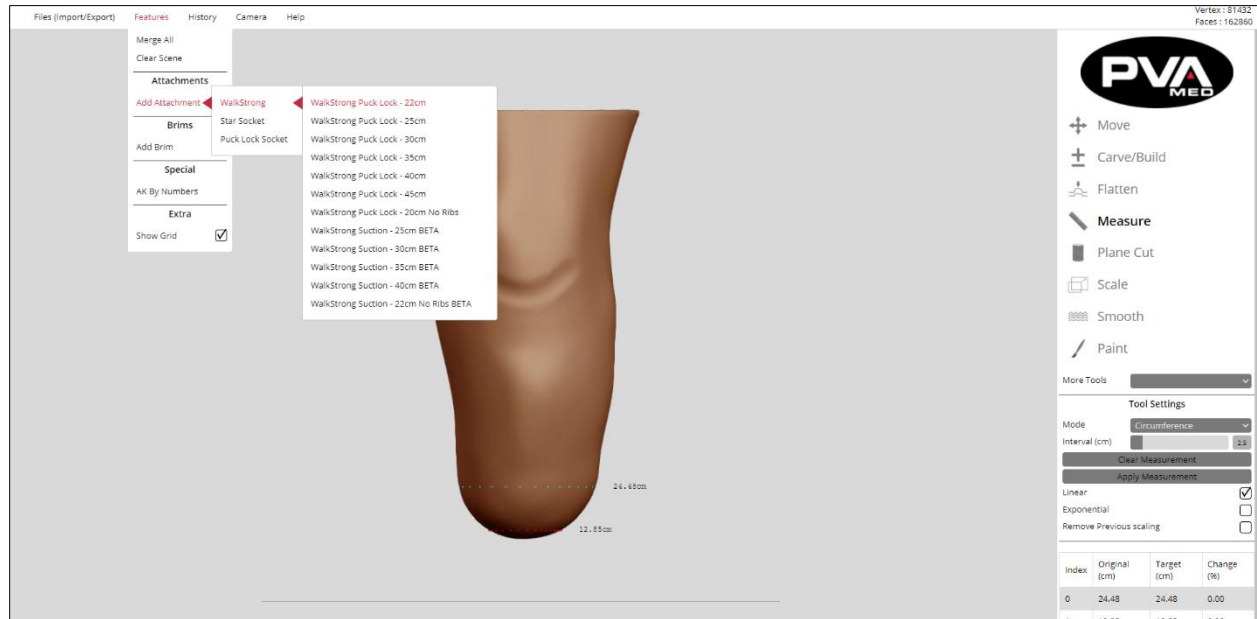 Files (Import/Export) Features History Camera Help
Vertex : 81432
Faces : 162860
Merge All
Clear Scene
Attachments
Add Attachment
Brims
Add Brim
Special
AK By Numbers
Extra
Show Grid
WalkStrong
Star Socket
Puck Lock Socket
WalkStrong Puck Lock - 22cm
WalkStrong Puck Lock - 25cm
WalkStrong Puck Lock - 30cm
WalkStrong Puck Lock - 35cm
WalkStrong Puck Lock - 40cm
WalkStrong Puck Lock - 45cm
WalkStrong Puck Lock - 20cm No Ribs
WalkStrong Suction - 25cm BETA
WalkStrong Suction - 30cm BETA
WalkStrong Suction - 35cm BETA
WalkStrong Suction - 40cm BETA
WalkStrong Suction - 22cm No Ribs BETA
24.48cm
PVA
MED
Move
Carve/Build
Flatten
Measure
Plane Cut
Scale
Smooth
Paint
More Tools
Tool Settings
Mode Circumference
Interval (cm) 2.5
Clear Measurement
Apply Measurement
Linear
Exponential
Remove Previous scaling
Index Original (cm) Target (cm) Change (%)
0 24.48 24.48 0.00